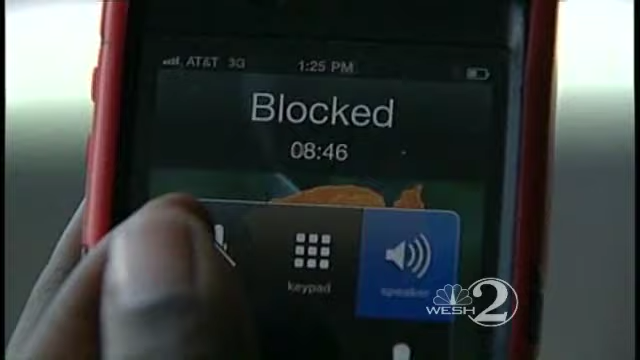 AT&T 3G 1:25 PM
Blocked
08:46
keypad
speaker
WESH 2